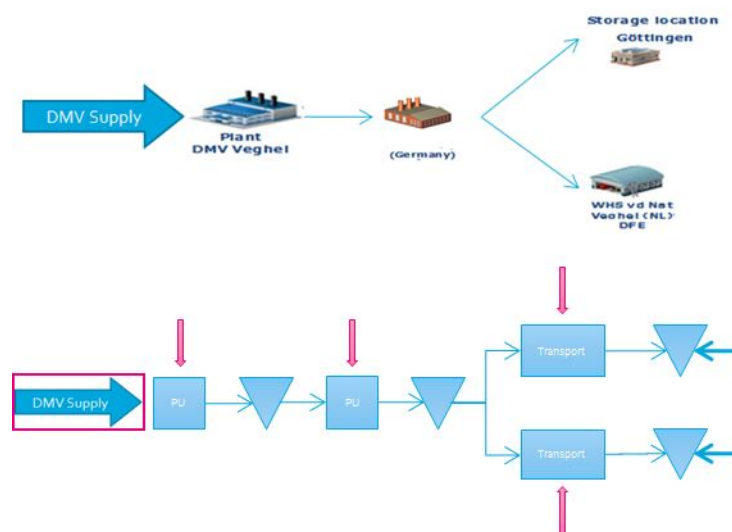 Storage location
Göttingen
DMV Supply
Plant
DMV Veghel
(Germany)
WHS vd Nat
Veghel (NL)
DFE
Transport
DMV Supply
PU
PU
Transport